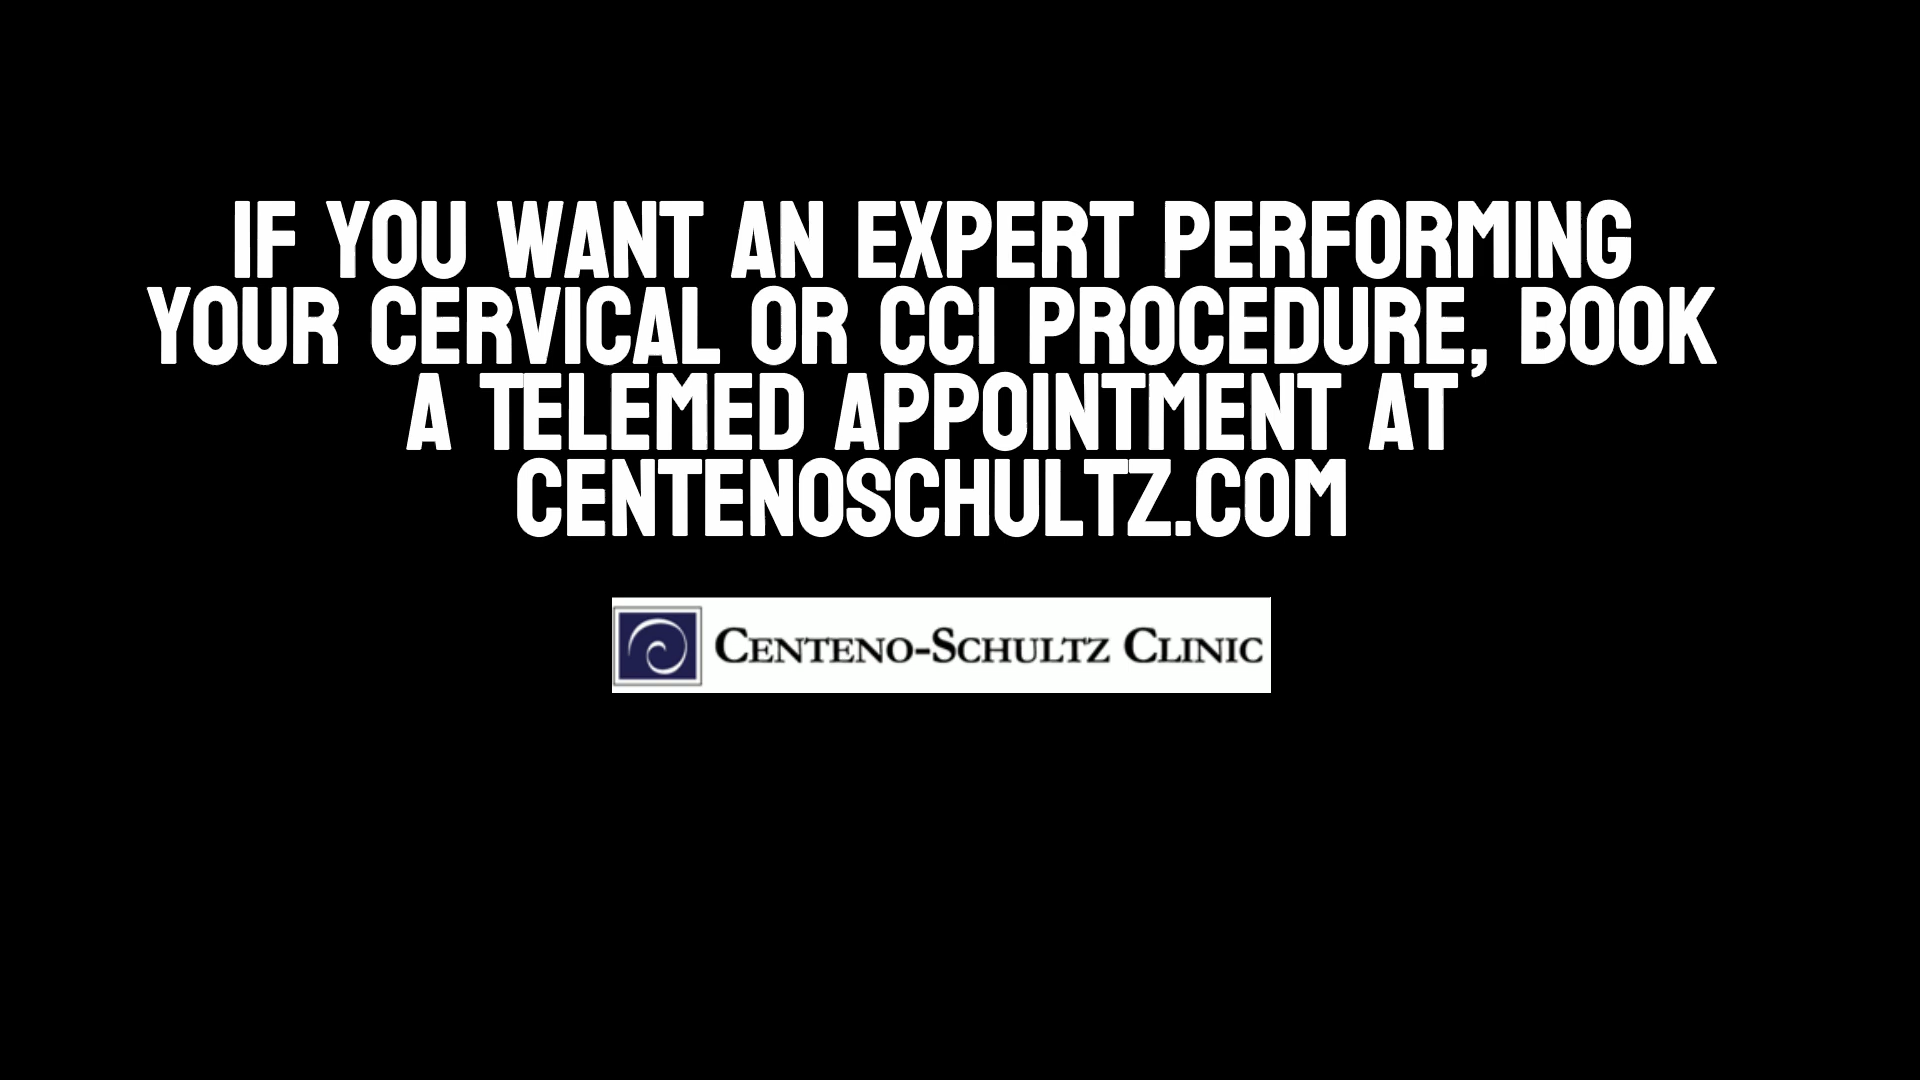 IF YOU WANT AN EXPERT PERFORMING
YOUR CERVICAL OR CCI PROCEDURE, BOOK
A TELEMED APPOINTMENT AT
CENTENOSCHULTZ.COM
CENTENO-SCHULTZ CLINIC